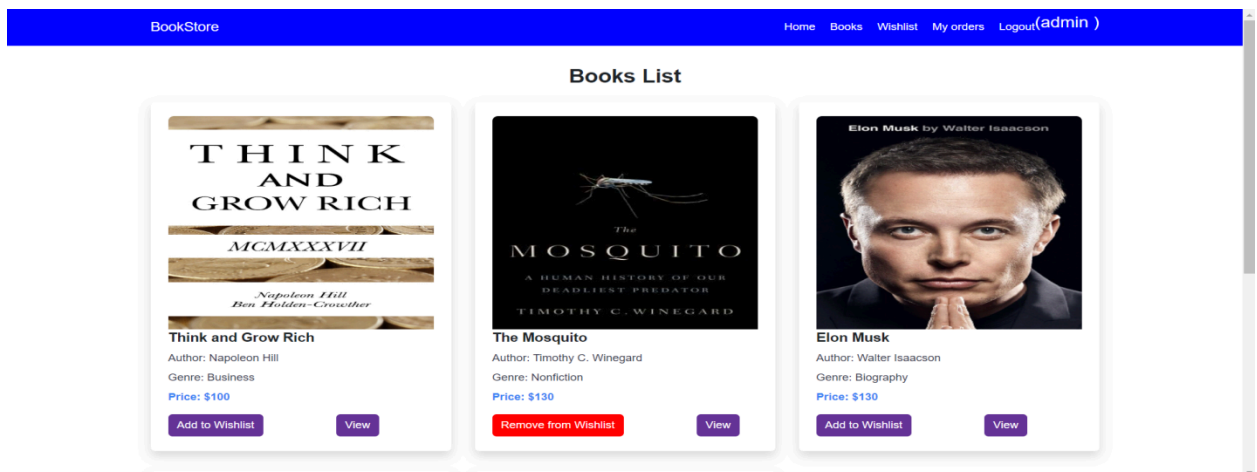 BookStore
Home Books Wishlist My orders Logout(admin )
Books List
THINK
AND
GROW RICH
MCMXXXVII
Napoleon Hill
Ben Holden-Crowther
Think and Grow Rich
Author: Napoleon Hill
Genre: Business
Price: $100
Add to Wishlist View
The
MOSQUITO
A HUMAN HISTORY OF OUR
DEADLIEST PREDATOR
TIMOTHY C. WINEGARD
The Mosquito
Author: Timothy C. Winegard
Genre: Nonfiction
Price: $130
Remove from Wishlist View
Elon Musk by Walter Isaacson
Elon Musk
Author: Walter Isaacson
Genre: Biography
Price: $130
Add to Wishlist View